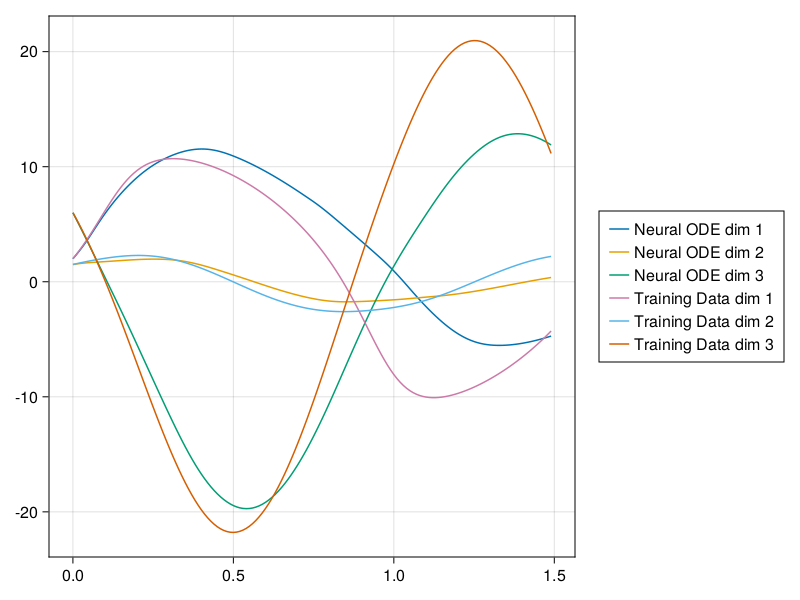 20
10
0
-10
-20
0.0 0.5 1.0 1.5
Neural ODE dim 1
Neural ODE dim 2
Neural ODE dim 3
Training Data dim 1
Training Data dim 2
Training Data dim 3